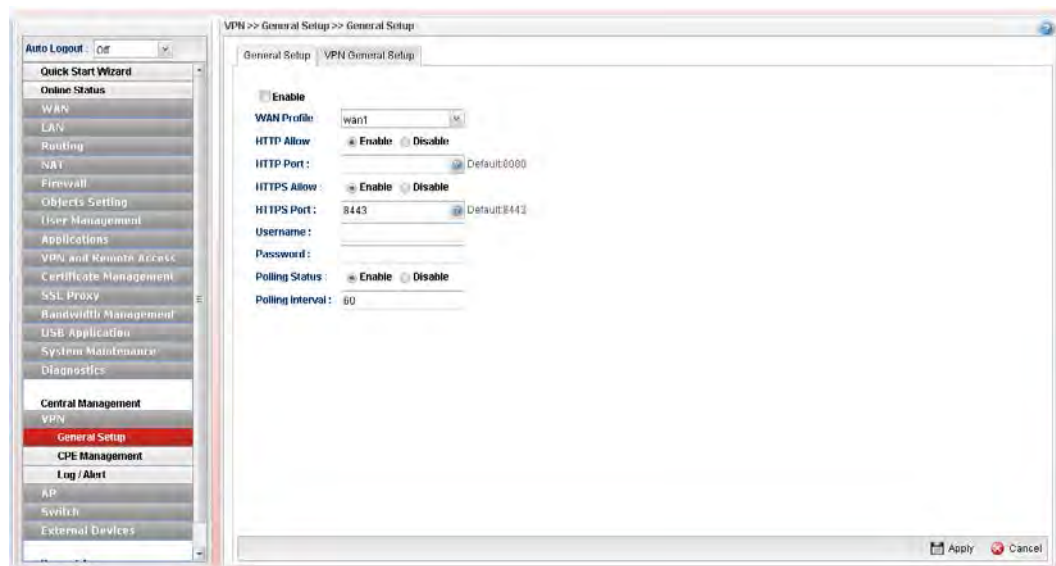 VPN >> General Setup >> General Setup
Auto Logout : Off
General Setup
VPN General Setup
Quick Start Wizard
Online Status
WAN
LAN
Routing
NAT
Firewall
Objects Setting
User Management
Applications
VPN and Remote Access
Certificate Management
SSL Proxy
Bandwidth Management
USB Application
System Maintenance
Diagnostics
Central Management
VPN
General Setup
CPE Management
Log / Alert
AP
Switch
External Devices
Enable
WAN Profile wan1
HTTP Allow Enable Disable
HTTP Port : Default:8080
HTTPS Allow : Enable Disable
HTTPS Port : 8443 Default:8443
Username :
Password :
Polling Status : Enable Disable
Polling Interval : 60
Apply Cancel